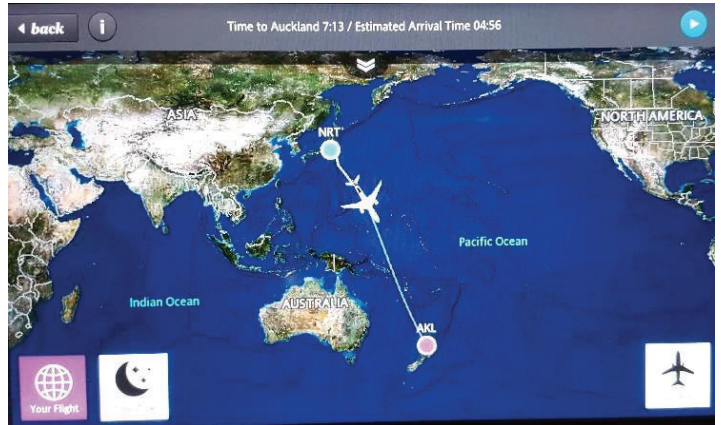 back
i
Time to Auckland 7:13 / Estimated Arrival Time 04:56
ASIA
NORTH AMERICA
NRT
Pacific Ocean
Indian Ocean
AUSTRALIA
AKL
Your Flight